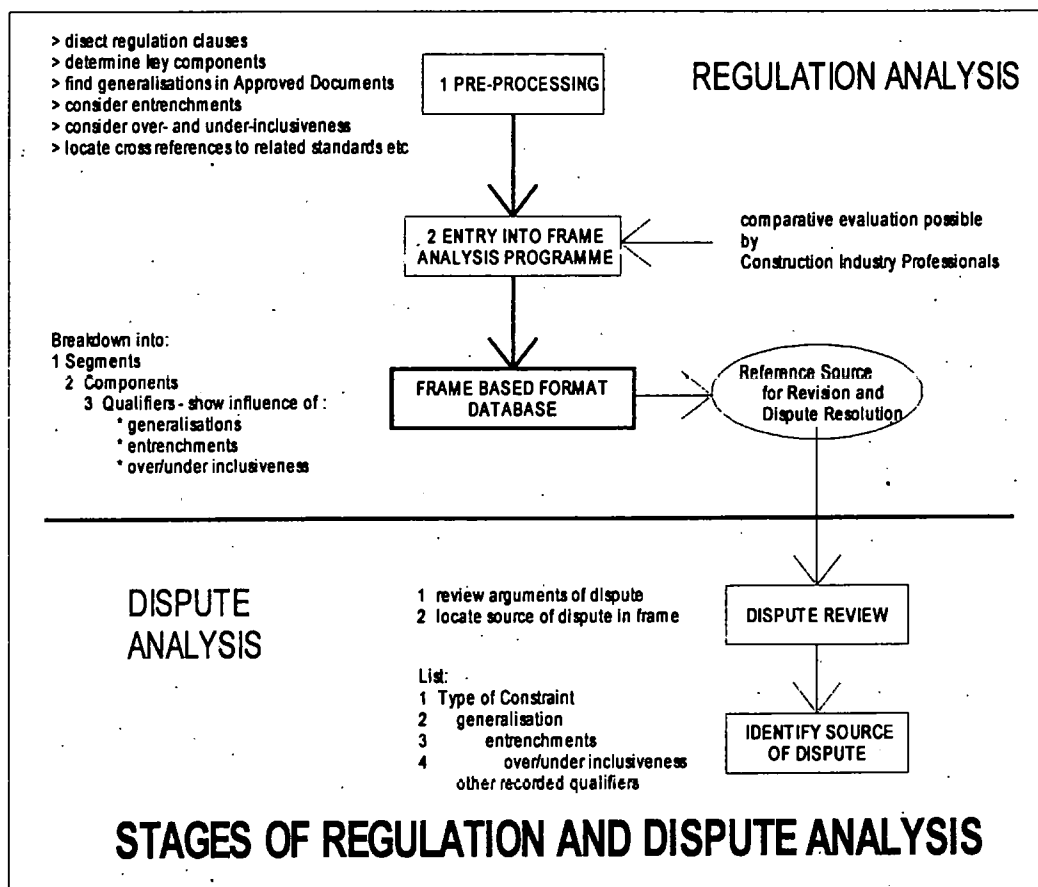 > disect regulation clauses
> determine key components
> find generalisations in Approved Documents
> consider entrenchments
> consider over- and under-inclusiveness
> locate cross references to related standards etc
1 PRE-PROCESSING
REGULATION ANALYSIS
2 ENTRY INTO FRAME
ANALYSIS PROGRAMME
comparative evaluation possible
by
Construction Industry Professionals
Breakdown into:
1 Segments
2 Components
3 Qualifiers - show influence of :
* generalisations
* entrenchments
* over/under inclusiveness
FRAME BASED FORMAT
DATABASE
Reference Source
for Revision and
Dispute Resolution
DISPUTE
ANALYSIS
1 review arguments of dispute
2 locate source of dispute in frame
DISPUTE REVIEW
List:
1 Type of Constraint
2 generalisation
3 entrenchments
4 over/under inclusiveness
other recorded qualifiers
IDENTIFY SOURCE
OF DISPUTE
STAGES OF REGULATION AND DISPUTE ANALYSIS